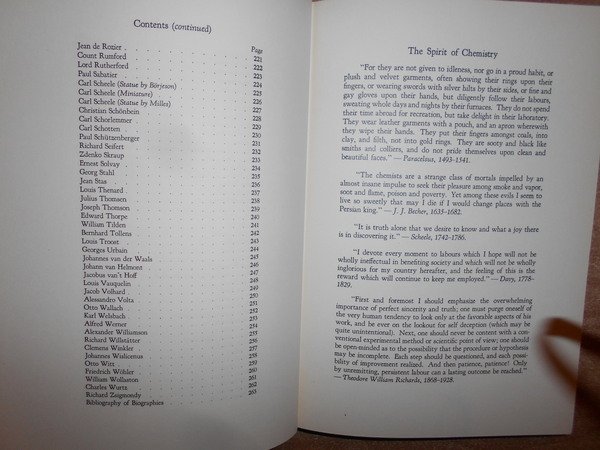 Contents (continued)
Page
Jean de Rozier . 221
Count Rumford 222
Lord Rutherford 223
Paul Sabatier 224
Carl Scheele (Statue by Börjeson) 225
Carl Scheele (Miniature) 226
Carl Scheele (Statue by Milles) 227
Christian Schönbein 228
Carl Schorlemmer 229
Carl Schotten 230
Paul Schützenberger 231
Richard Seifert 232
Zdenko Skraup 233
Ernest Solvay 234
Georg Stahl 235
Jean Stas 236
Louis Thenard 237
Julius Thomsen 238
Joseph Thomson 239
Edward Thorpe 240
William Tilden 241
Bernhard Tollens 242
Louis Troost 243
Georges Urbain 244
Johannes van der Waals 245
Johann van Helmont 246
Jacobus van't Hoff 247
Louis Vauquelin 248
Jacob Volhard 249
Alessandro Volta 250
Otto Wallach 251
Karl Welsbach 252
Alfred Werner 253
Alexander Williamson 254
Richard Willstätter 255
Clemens Winkler 256
Johannes Wislicenus 257
Otto Witt 258
Friedrich Wöhler 259
William Wollaston 260
Charles Wurtz 261
Richard Zsigmondy 262
Bibliography of Biographies 263
The Spirit of Chemistry
"For they are not given to idleness, nor go in a proud habit, or
plush and velvet garments, often showing their rings upon their
fingers, or wearing swords with silver hilts by their sides, or fine and
gay gloves upon their hands, but diligently follow their labours,
sweating whole days and nights by their furnaces. They do not spend
their time abroad for recreation, but take delight in their laboratory.
They wear leather garments with a pouch, and an apron wherewith
they wipe their hands. They put their fingers amongst coals, into
clay, and filth, not into gold rings. They are sooty and black like
smiths and colliers, and do not pride themselves upon clean and
beautiful faces." — Paracelsus, 1493-1541.
"The chemists are a strange class of mortals impelled by an
almost insane impulse to seek their pleasure among smoke and vapor,
soot and flame, poison and poverty. Yet among these evils I seem to
live so sweetly that may I die if I would change places with the
Persian king." — J. J. Becher, 1635-1682.
"It is truth alone that we desire to know and what a joy there
is in discovering it." — Scheele, 1742-1786.
"I devote every moment to labours which I hope will not be
wholly ineffectual in benefiting society and which will not be wholly
inglorious for my country hereafter, and the feeling of this is the
reward which will continue to keep me employed." — Davy, 1778-
1829.
"First and foremost I should emphasize the overwhelming
importance of perfect sincerity and truth; one must purge oneself of
the very human tendency to look only at the favorable aspects of his
work, and be ever on the lookout for self deception (which may be
quite unintentional). Next, one should never be content with a con-
ventional experimental method or scientific point of view; one should
be open-minded as to the possibility that the procedure or hypothesis
may be incomplete. Each step should be questioned, and each possi-
bility of improvement realized. And then patience, patience! Only
by unremitting, persistent labour can a lasting outcome be reached."
— Theodore William Richards, 1868-1928.